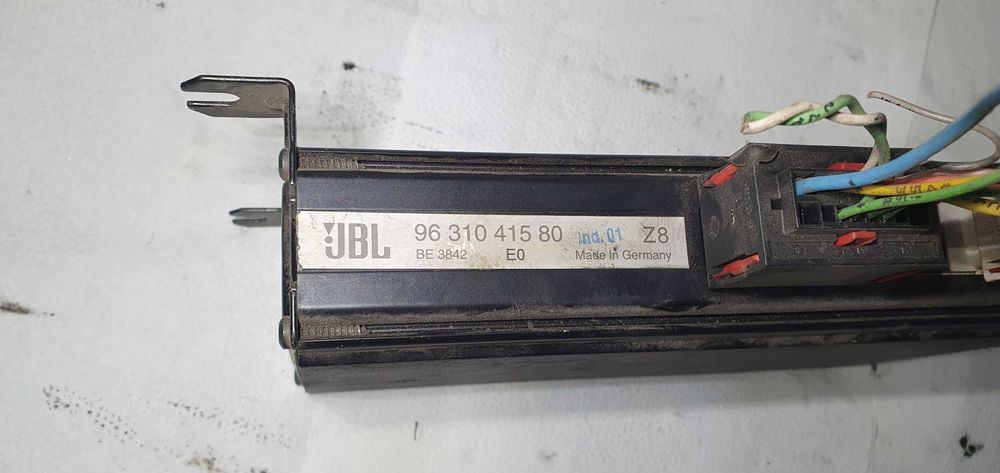 JBL 96 310 415 80 Ind. 01 Z8
BE 3842 E0 Made in Germany